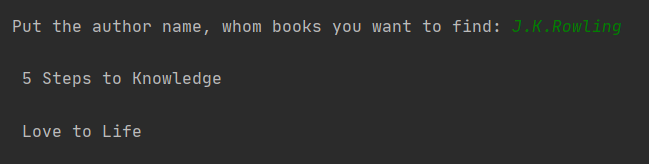 Put the author name, whom books you want to find: J.K.Rowling
5 Steps to Knowledge
Love to Life